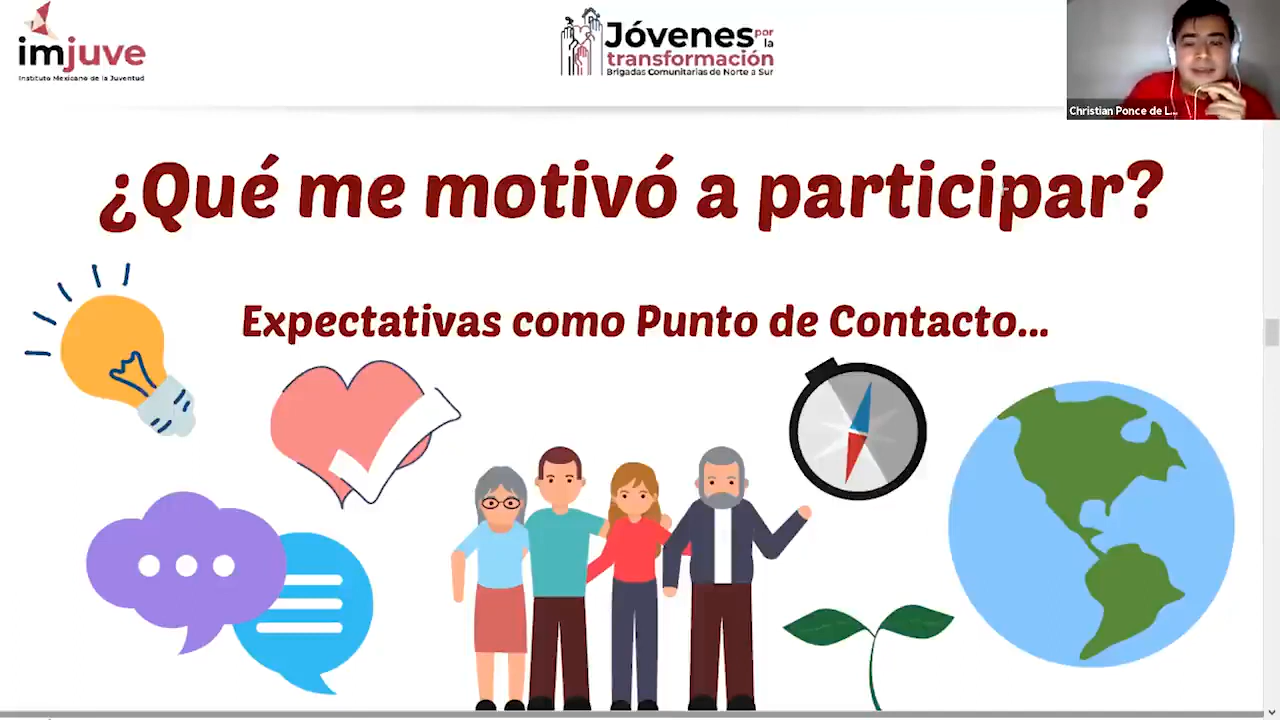 imjuve
Instituto Mexicano de la Juventud
Jóvenes por la
transformación
Brigadas Comunitarias de Norte a Sur
Christian Ponce de L...
¿Qué me motivó a participar?
Expectativas como Punto de Contacto...